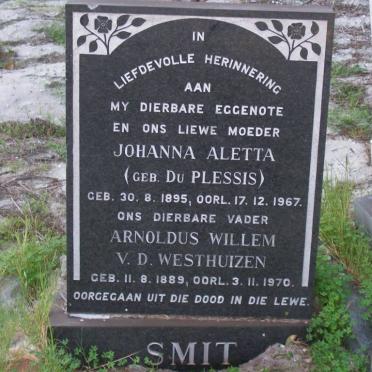 IN
LIEFDEVOLLE HERINNERING
AAN
MY DIERBARE EGGENOTE
EN ONS LIEWE MOEDER
JOHANNA ALETTA
(GEB. DU PLESSIS)
GEB. 30. 8. 1895, OORL. 17. 12. 1967.
ONS DIERBARE VADER
ARNOLDUS WILLEM
V. D. WESTHUIZEN
GEB. 11. 8. 1889, OORL. 3. 11. 1970.
OORGEGAAN UIT DIE DOOD IN DIE LEWE.
SMIT